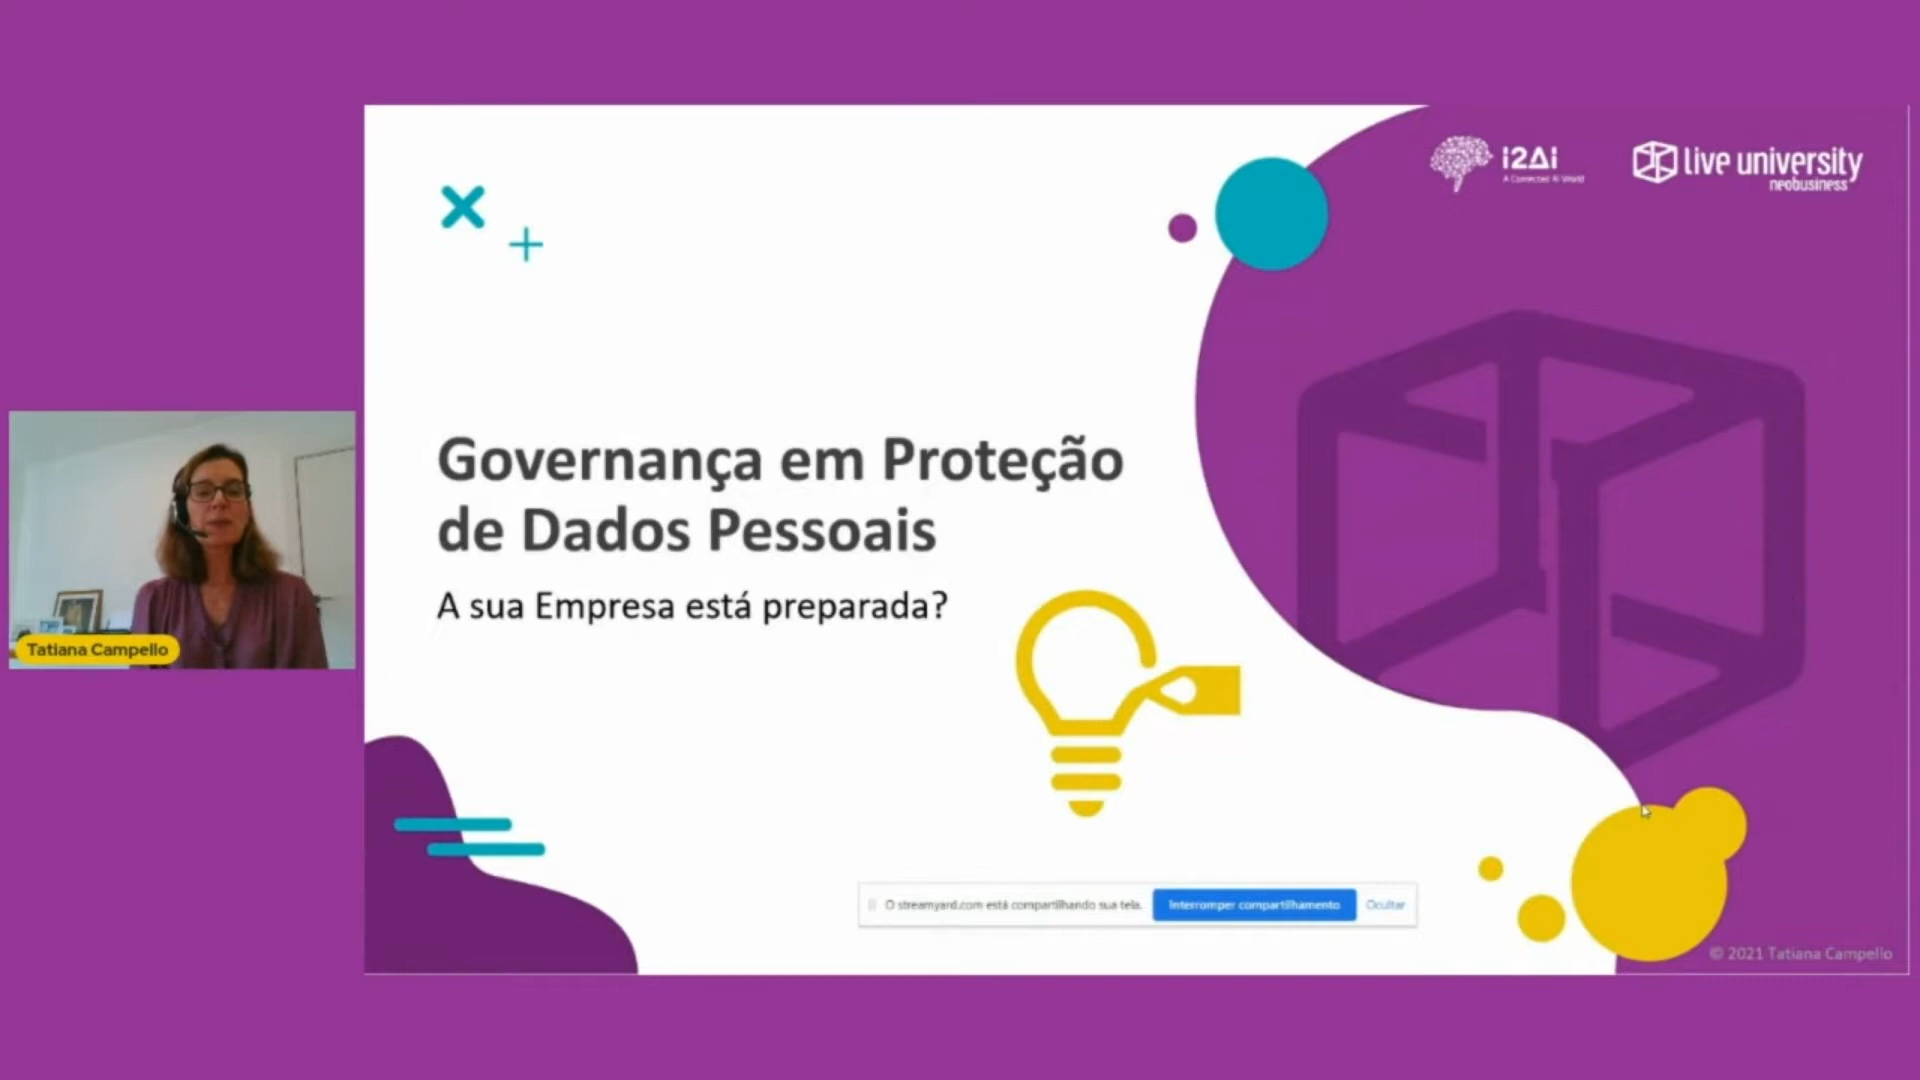 i2Ai
A Connected AI World
live university
neobusiness
Governança em Proteção
de Dados Pessoais
A sua Empresa está preparada?
Tatiana Campello
O streamyard.com está compartilhando sua tela.
Interromper compartilhamento
Ocultar
© 2021 Tatiana Campello